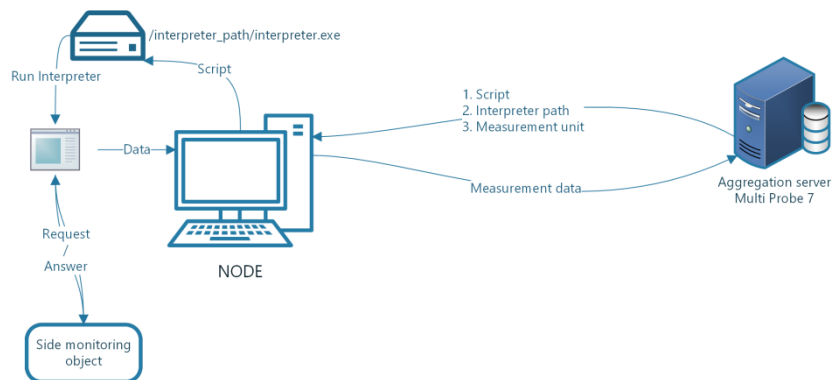 /interpreter_path/interpreter.exe
Script
Run Interpreter
1. Script
2. Interpreter path
3. Measurement unit
Data
Measurement data
Aggregation server
Multi Probe 7
Request
/
Answer
NODE
Side monitoring
object